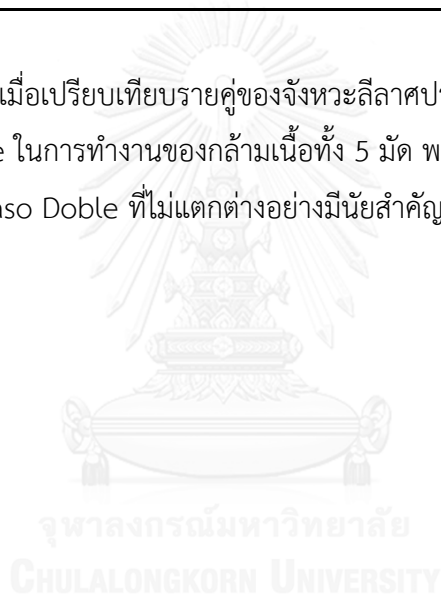 เมื่อเปรียบเทียบรายคู่ของจังหวะลีลาศปร
e ในการทำงานของกล้ามเนื้อทั้ง 5 มัด พ
aso Doble ที่ไม่แตกต่างอย่างมีนัยสำคัญ
จุฬาลงกรณ์มหาวิทยาลัย
CHULALONGKORN UNIVERSITY